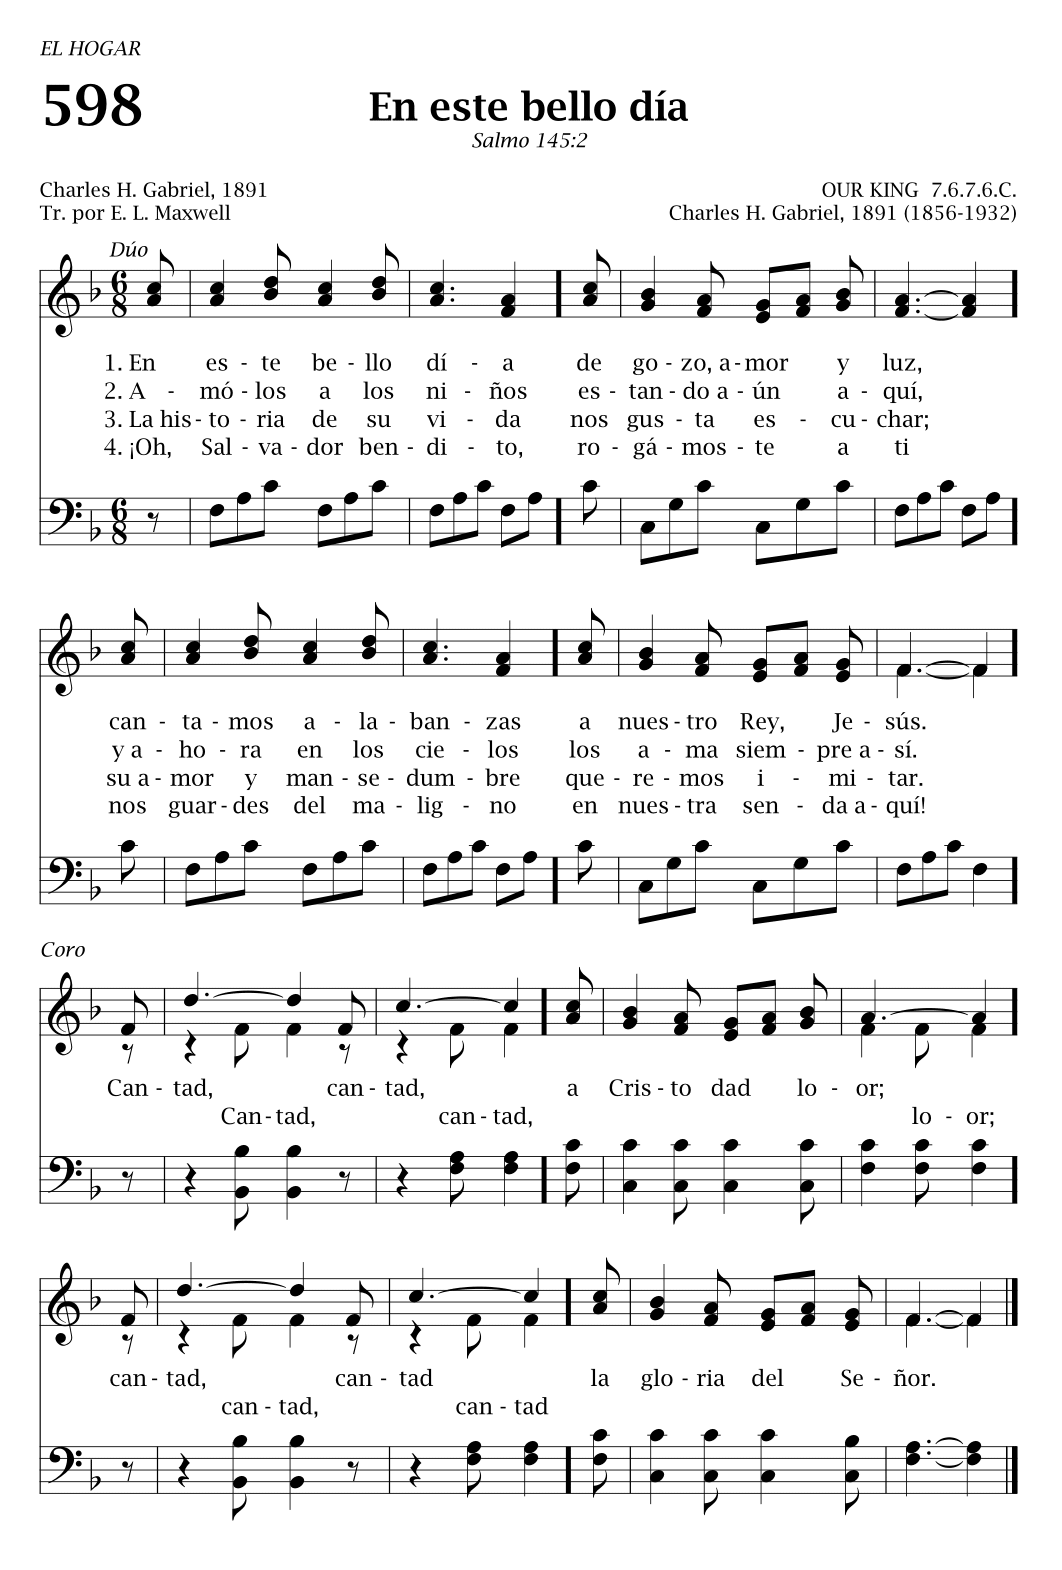 EL HOGAR
598
En este bello día
Salmo 145:2
Charles H. Gabriel, 1891
OUR KING 7.6.7.6.C.
Tr. por E. L. Maxwell
Charles H. Gabriel, 1891 (1856-1932)
Dúo
1. En es - te be - llo dí - a de go - zo, a - mor y luz,
2. A - mó - los a los ni - ños es - tan - do a - ún a - quí,
3. La his - to - ria de su vi - da nos gus - ta es - cu - char;
4. ¡Oh, Sal - va - dor ben - di - to, ro - gá - mos - te a ti
can - ta - mos a - la - ban - zas a nues - tro Rey, Je - sús.
y a - ho - ra en los cie - los los a - ma siem - pre a - sí.
su a - mor y man - se - dum - bre que - re - mos i - mi - tar.
nos guar - des del ma - lig - no en nues - tra sen - da a - quí!
Coro
Can - tad, can - tad, a Cris - to dad lo - or;
Can - tad, can - tad, lo - or;
can - tad, can - tad la glo - ria del Se - ñor.
can - tad, can - tad